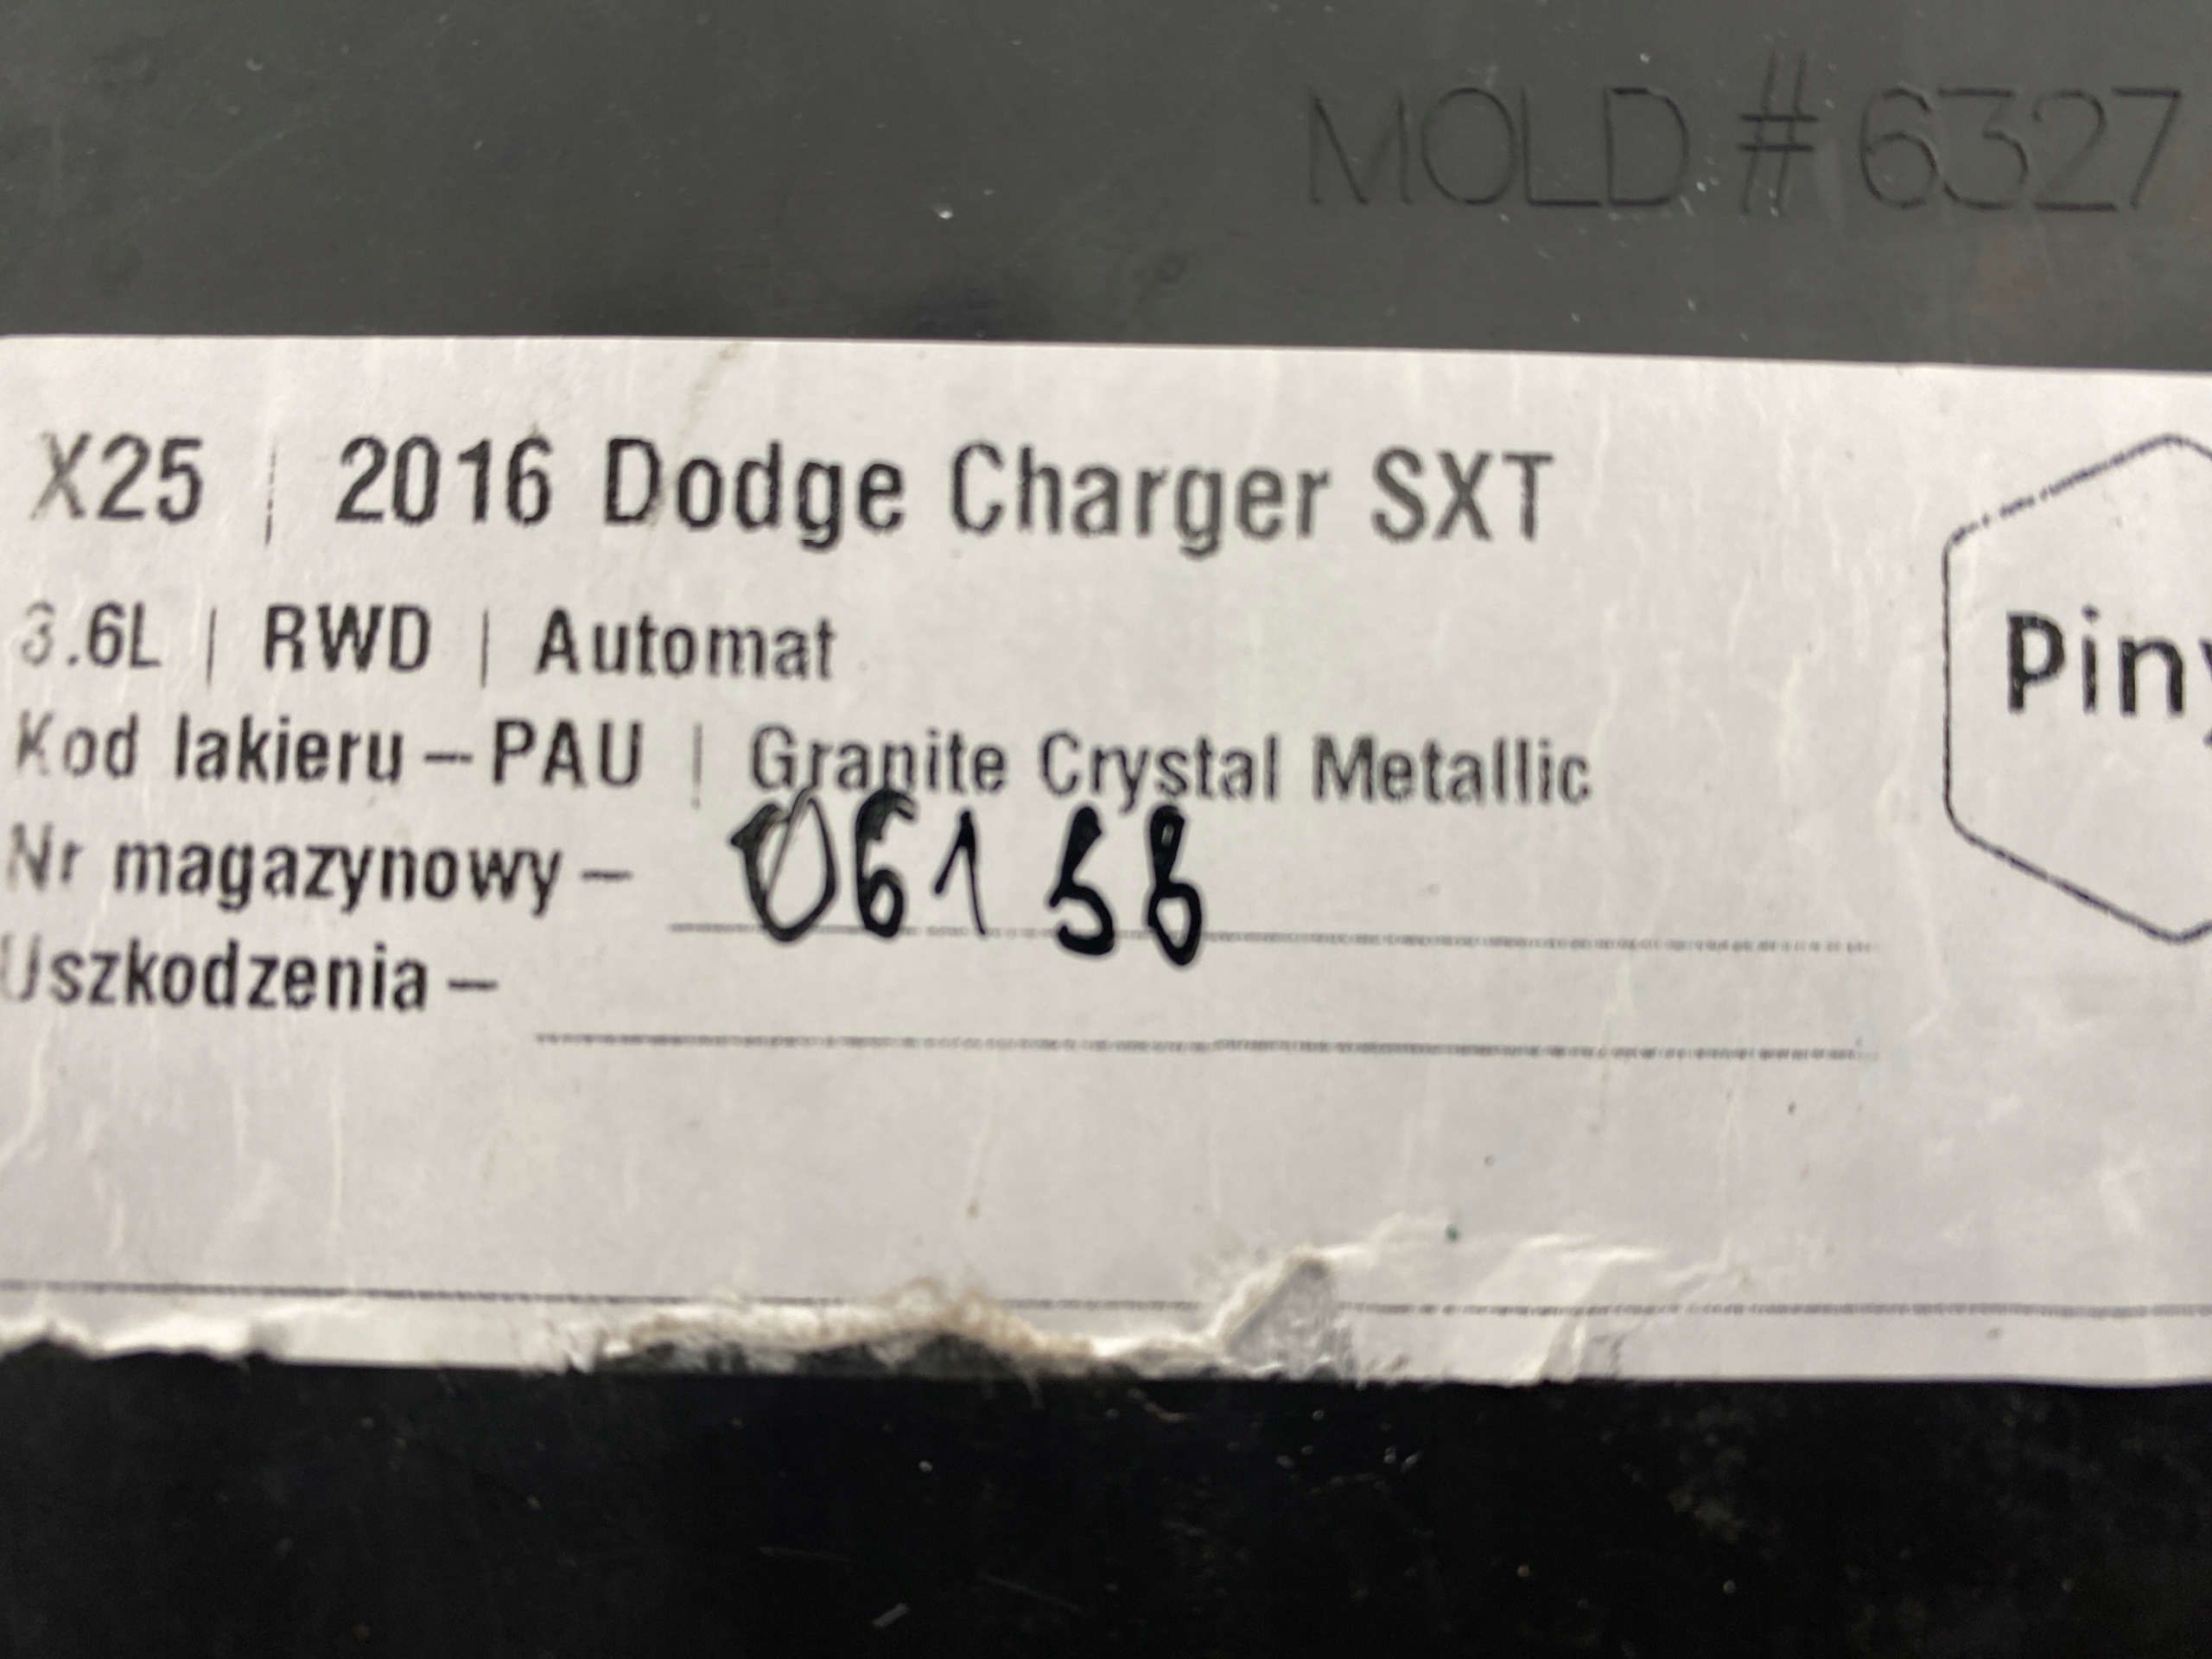 MOLD # 6327
X25 | 2016 Dodge Charger SXT
3.6L | RWD | Automat
Piny
Kod lakieru – PAU | Granite Crystal Metallic
Nr magazynowy – 06158
Uszkodzenia –